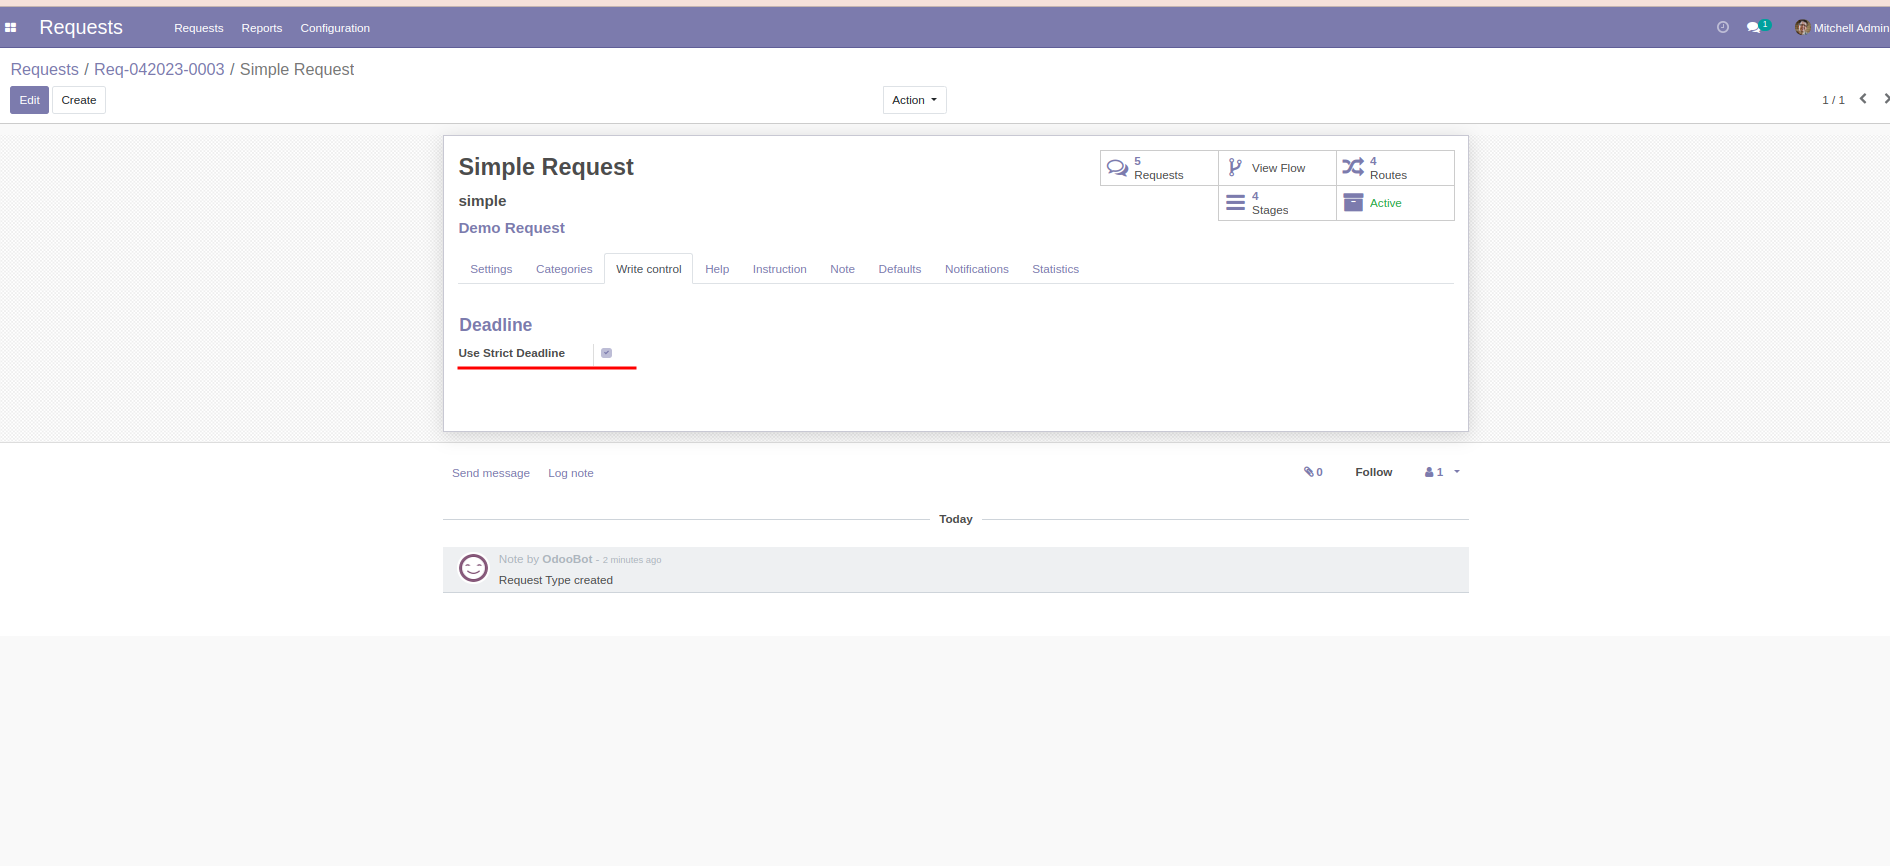 Requests Requests Reports Configuration 1 Mitchell Admin
Requests / Req-042023-0003 / Simple Request
Edit Create Action 1 / 1
Simple Request
5
Requests
View Flow
4
Routes
simple
4
Stages
Active
Demo Request
Settings Categories Write control Help Instruction Note Defaults Notifications Statistics
Deadline
Use Strict Deadline
Send message Log note 0 Follow 1
Today
Note by OdooBot - 2 minutes ago
Request Type created